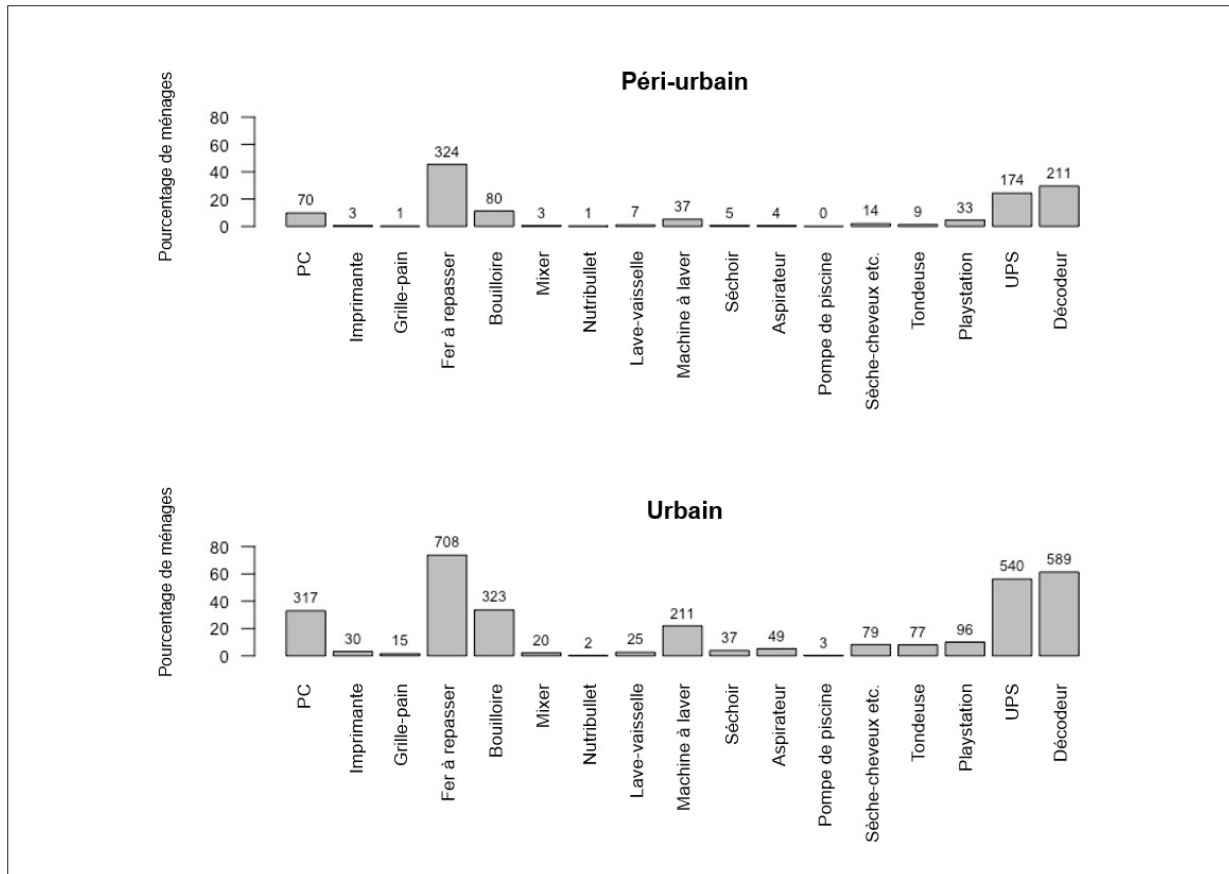 Péri-urbain
Pourcentage de ménages
80
60
40
20
0
70 3 1 324 80 3 1 7 37 5 4 0 14 9 33 174 211
PC
Imprimante
Grille-pain
Fer à repasser
Bouilloire
Mixer
Nutribullet
Lave-vaisselle
Machine à laver
Séchoir
Aspirateur
Pompe de piscine
Sèche-cheveux etc.
Tondeuse
Playstation
UPS
Décodeur
Urbain
Pourcentage de ménages
80
60
40
20
0
317 30 15 708 323 20 2 25 211 37 49 3 79 77 96 540 589
PC
Imprimante
Grille-pain
Fer à repasser
Bouilloire
Mixer
Nutribullet
Lave-vaisselle
Machine à laver
Séchoir
Aspirateur
Pompe de piscine
Sèche-cheveux etc.
Tondeuse
Playstation
UPS
Décodeur